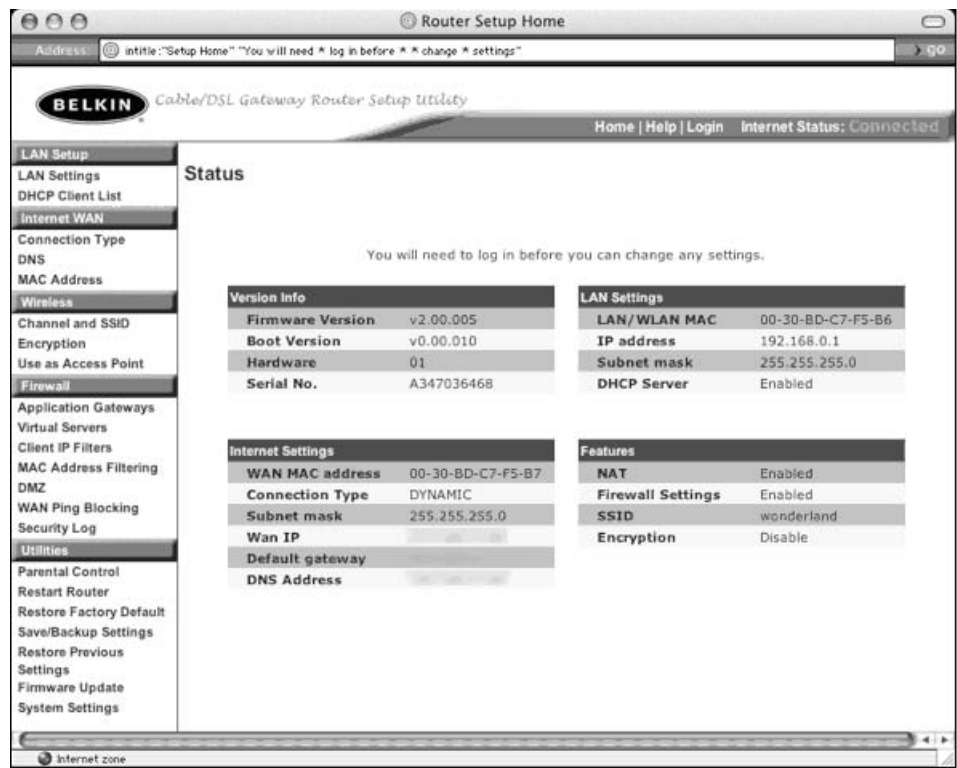 Router Setup Home
Address: intitle:"Setup Home" "You will need * log in before * * change * settings" go
BELKIN Cable/DSL Gateway Router Setup Utility
Home | Help | Login Internet Status: Connected
LAN Setup
LAN Settings
DHCP Client List
Internet WAN
Connection Type
DNS
MAC Address
Wireless
Channel and SSID
Encryption
Use as Access Point
Firewall
Application Gateways
Virtual Servers
Client IP Filters
MAC Address Filtering
DMZ
WAN Ping Blocking
Security Log
Utilities
Parental Control
Restart Router
Restore Factory Default
Save/Backup Settings
Restore Previous
Settings
Firmware Update
System Settings
Status
You will need to log in before you can change any settings.
Version Info
Firmware Version v2.00.005
Boot Version v0.00.010
Hardware 01
Serial No. A347036468
LAN Settings
LAN/WLAN MAC 00-30-BD-C7-F5-B6
IP address 192.168.0.1
Subnet mask 255.255.255.0
DHCP Server Enabled
Internet Settings
WAN MAC address 00-30-BD-C7-F5-B7
Connection Type DYNAMIC
Subnet mask 255.255.255.0
Wan IP
Default gateway
DNS Address
Features
NAT Enabled
Firewall Settings Enabled
SSID wonderland
Encryption Disable
Internet zone